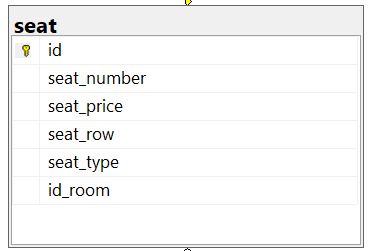 seat
id
seat_number
seat_price
seat_row
seat_type
id_room